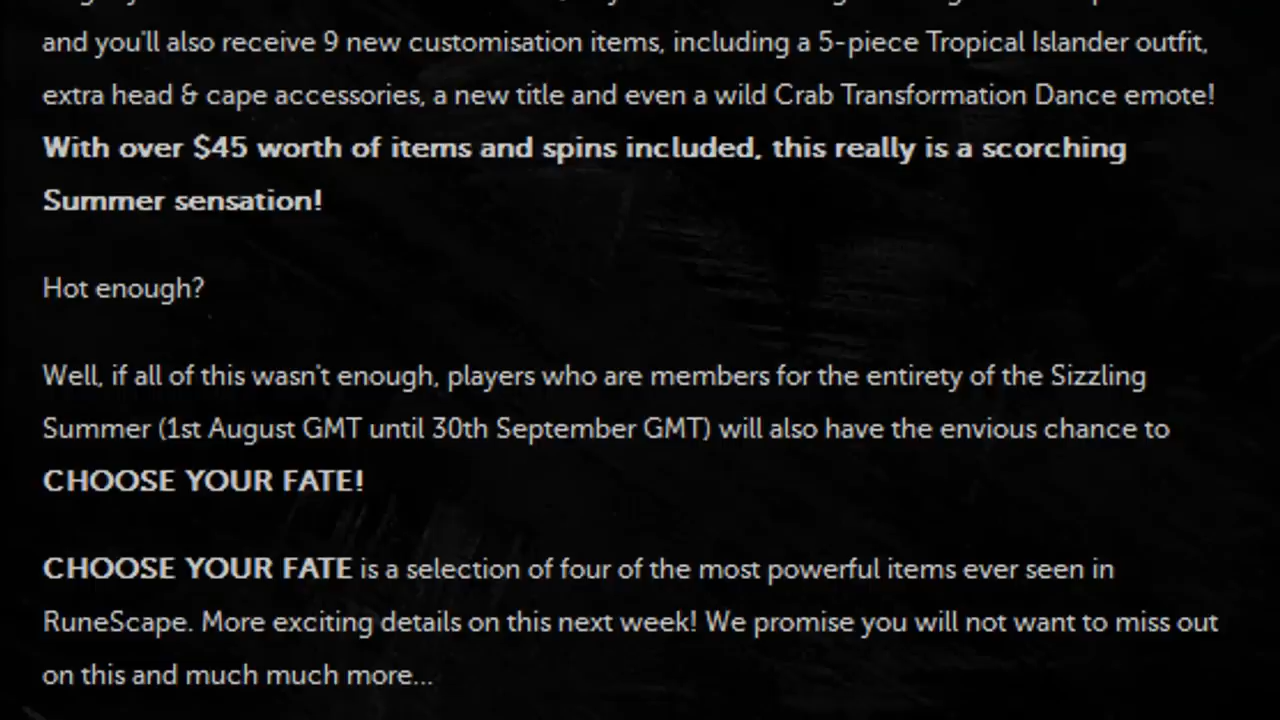 and you'll also receive 9 new customisation items, including a 5-piece Tropical Islander outfit,
extra head & cape accessories, a new title and even a wild Crab Transformation Dance emote!
With over $45 worth of items and spins included, this really is a scorching
Summer sensation!
Hot enough?
Well, if all of this wasn't enough, players who are members for the entirety of the Sizzling
Summer (1st August GMT until 30th September GMT) will also have the envious chance to
CHOOSE YOUR FATE!
CHOOSE YOUR FATE is a selection of four of the most powerful items ever seen in
RuneScape. More exciting details on this next week! We promise you will not want to miss out
on this and much much more...